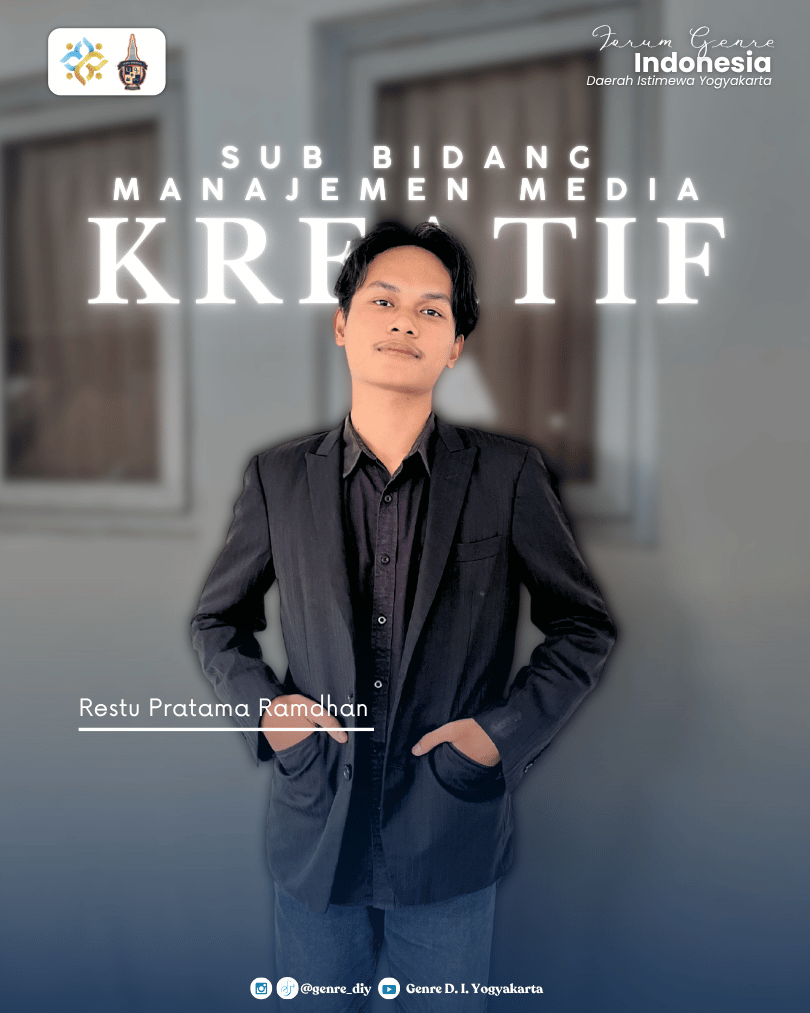 Forum Genre
Indonesia
Daerah Istimewa Yogyakarta
SUB BIDANG
MANAJEMEN MEDIA
KREATIF
Restu Pratama Ramdhan
@genre_diy Genre D. I. Yogyakarta